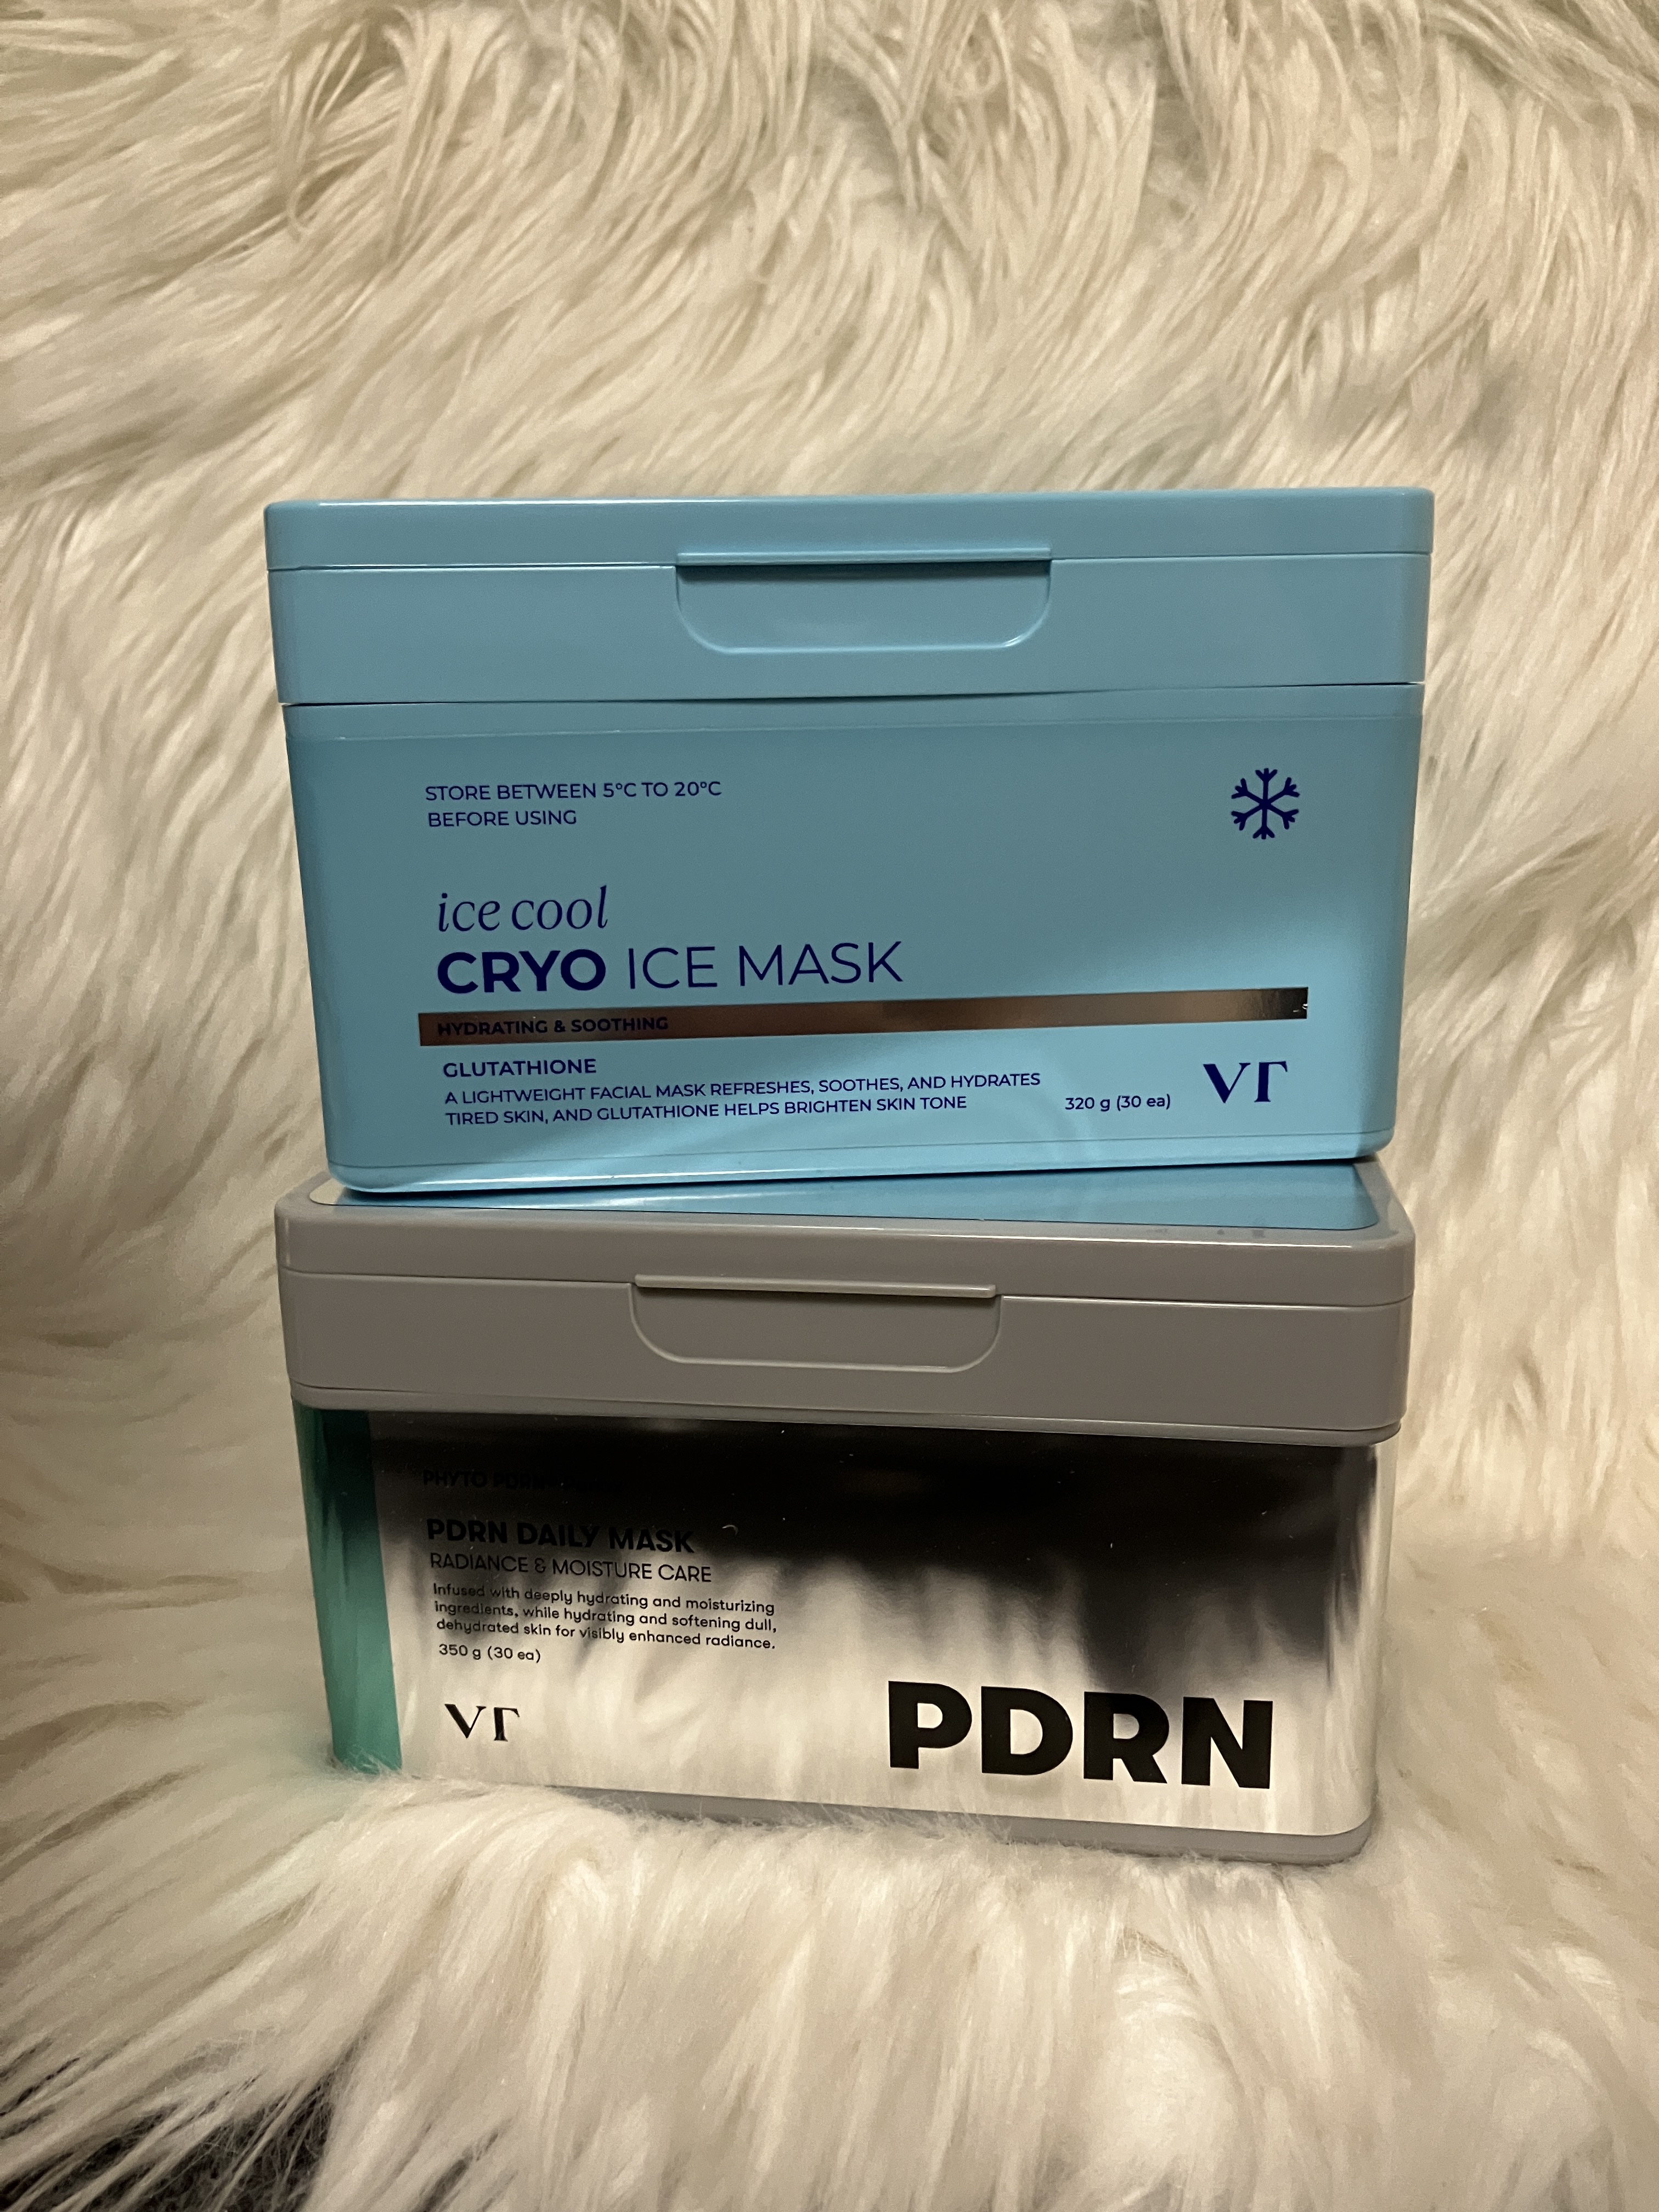 STORE BETWEEN 5°C TO 20°C
BEFORE USING
ice cool
CRYO ICE MASK
HYDRATING & SOOTHING
GLUTATHIONE
A LIGHTWEIGHT FACIAL MASK REFRESHES, SOOTHES, AND HYDRATES
TIRED SKIN, AND GLUTATHIONE HELPS BRIGHTEN SKIN TONE
320 g (30 ea)
VT
PHYTO PDRN
PDRN DAILY MASK
RADIANCE & MOISTURE CARE
Infused with deeply hydrating and moisturizing
ingredients, while hydrating and softening dull,
dehydrated skin for visibly enhanced radiance.
350 g (30 ea)
VT
PDRN